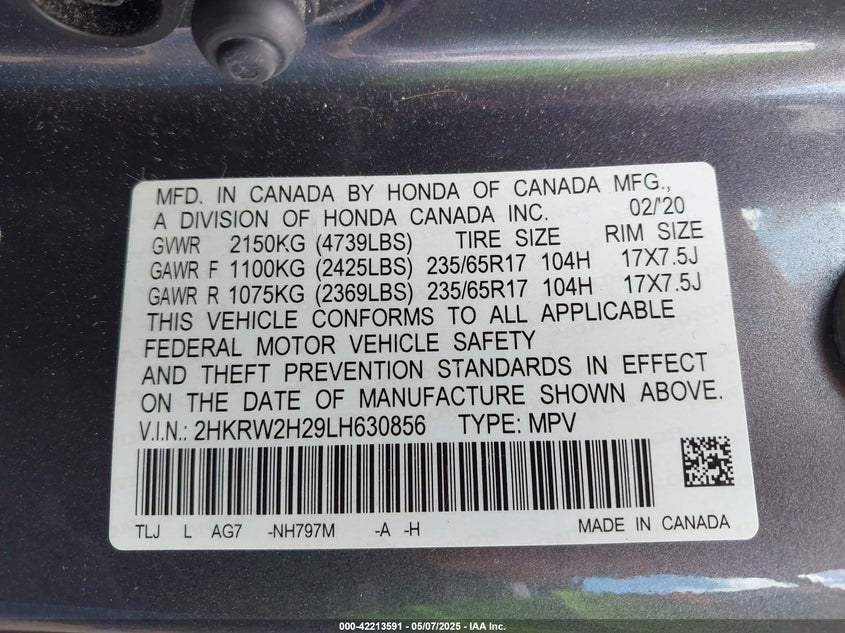 MFD. IN CANADA BY HONDA OF CANADA MFG.,
A DIVISION OF HONDA CANADA INC. 02/'20
GVWR 2150KG (4739LBS) TIRE SIZE RIM SIZE
GAWR F 1100KG (2425LBS) 235/65R17 104H 17X7.5J
GAWR R 1075KG (2369LBS) 235/65R17 104H 17X7.5J
THIS VEHICLE CONFORMS TO ALL APPLICABLE
FEDERAL MOTOR VEHICLE SAFETY
AND THEFT PREVENTION STANDARDS IN EFFECT
ON THE DATE OF MANUFACTURE SHOWN ABOVE.
V.I.N.: 2HKRW2H29LH630856 TYPE: MPV
TLJ L AG7 -NH797M -A -H MADE IN CANADA
000-42213591 - 05/07/2025 - IAA Inc.